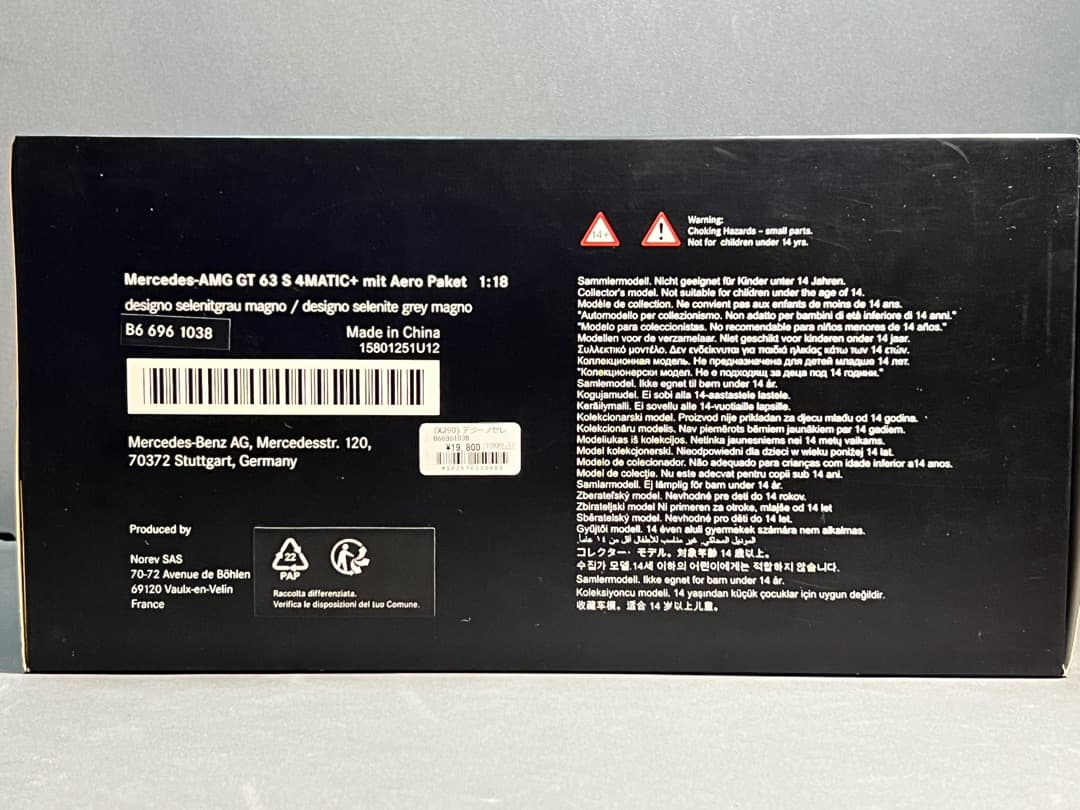 Mercedes-AMG GT 63 S 4MATIC+ mit Aero Paket 1:18
designo selenitgrau magno / designo selenite grey magno
B6 696 1038
Made in China
15801251U12
Mercedes-Benz AG, Mercedesstr. 120,
70372 Stuttgart, Germany
(X290) デジーノセレ
B66961038
¥19,800
Produced by
Norev SAS
70-72 Avenue de Böhlen
69120 Vaulx-en-Velin
France
22
PAP
Raccolta differenziata.
Verifica le disposizioni del tuo Comune.
14+
!
Warning:
Choking Hazards - small parts.
Not for children under 14 yrs.
Sammlermodell. Nicht geeignet für Kinder unter 14 Jahren.
Collector's model. Not suitable for children under the age of 14.
Modèle de collection. Ne convient pas aux enfants de moins de 14 ans.
"Automodello per collezionismo. Non adatto per bambini di età inferiore di 14 anni."
"Modelo para coleccionistas. No recomendable para niños menores de 14 años."
Modellen voor de verzamelaar. Niet geschikt voor kinderen onder 14 jaar.
Συλλεκτικό μοντέλο. Δεν ενδείκνυται για παιδιά ηλικίας κάτω των 14 ετών.
Коллекционная модель. Не предназначена для детей младше 14 лет.
"Колекционерски модел. Не е подходящ за деца под 14 години."
Samlemodel. Ikke egnet til børn under 14 år.
Kogujamudel. Ei sobi alla 14-aastastele lastele.
Keräilymalli. Ei sovellu alle 14-vuotiaille lapsille.
Kolekcionarski model. Proizvod nije prikladan za djecu mlađu od 14 godina.
Kolekcionāru modelis. Nav piemērots bērniem jaunākiem par 14 gadiem.
Modeliukas iš kolekcijos. Netinka jaunesniems nei 14 metų vaikams.
Model kolekcjonerski. Nieodpowiedni dla dzieci w wieku poniżej 14 lat.
Modelo de colecionador. Não adequado para crianças com idade inferior a14 anos.
Model de colecție. Nu este adecvat pentru copii sub 14 ani.
Samlarmodell. Ej lämplig för barn under 14 år.
Zberateľský model. Nevhodné pre deti do 14 rokov.
Zbirateljski model Ni primeren za otroke, mlajše od 14 let
Sběratelský model. Nevhodné pro děti do 14 let.
Gyűjtői modell. 14 éven aluli gyermekek számára nem alkalmas.
الموديل المحاكي. غير مناسب للأطفال أقل من ١٤ عاماً
コレクター・モデル。対象年齢 14 歳以上。
수집가 모델.14세 이하의 어린이에게는 적합하지 않습니다.
Samlermodell. Ikke egnet for barn under 14 år.
Koleksiyoncu modeli. 14 yaşından küçük çocuklar için uygun değildir.
收藏车模。适合 14 岁以上儿童。